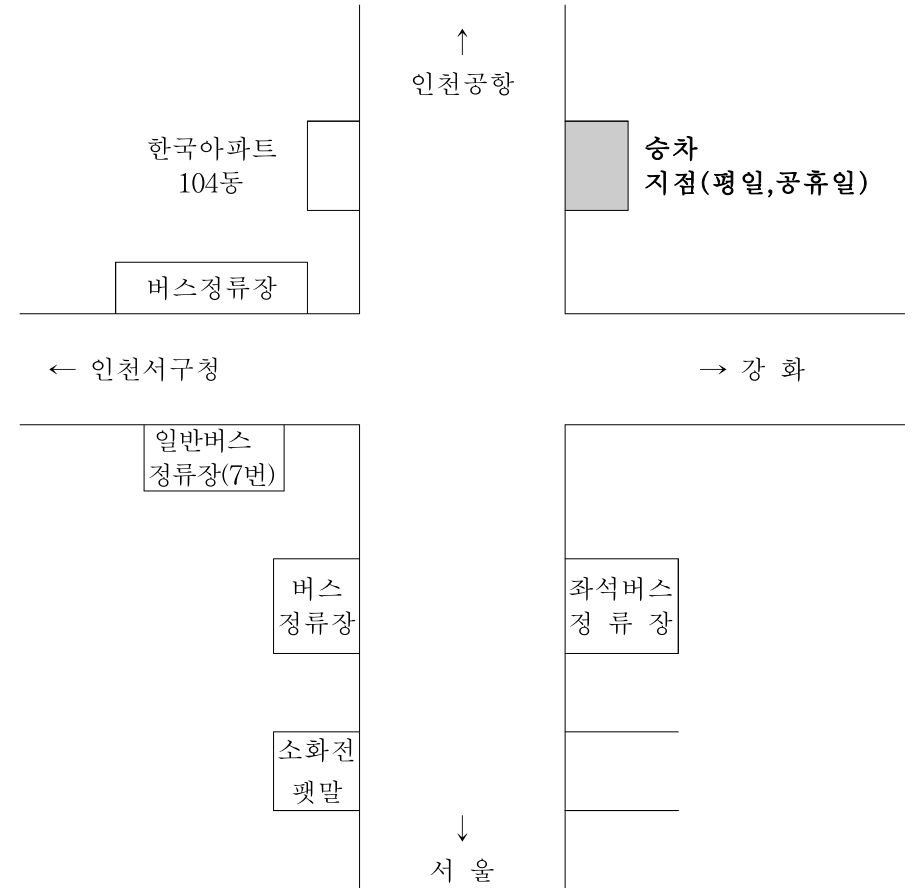 ↑
인천공항
한국아파트
104동
승차
지점(평일,공휴일)
버스정류장
← 인천서구청
→ 강 화
일반버스
정류장(7번)
버스
정류장
좌석버스
정 류 장
소화전
팻말
↓
서 울